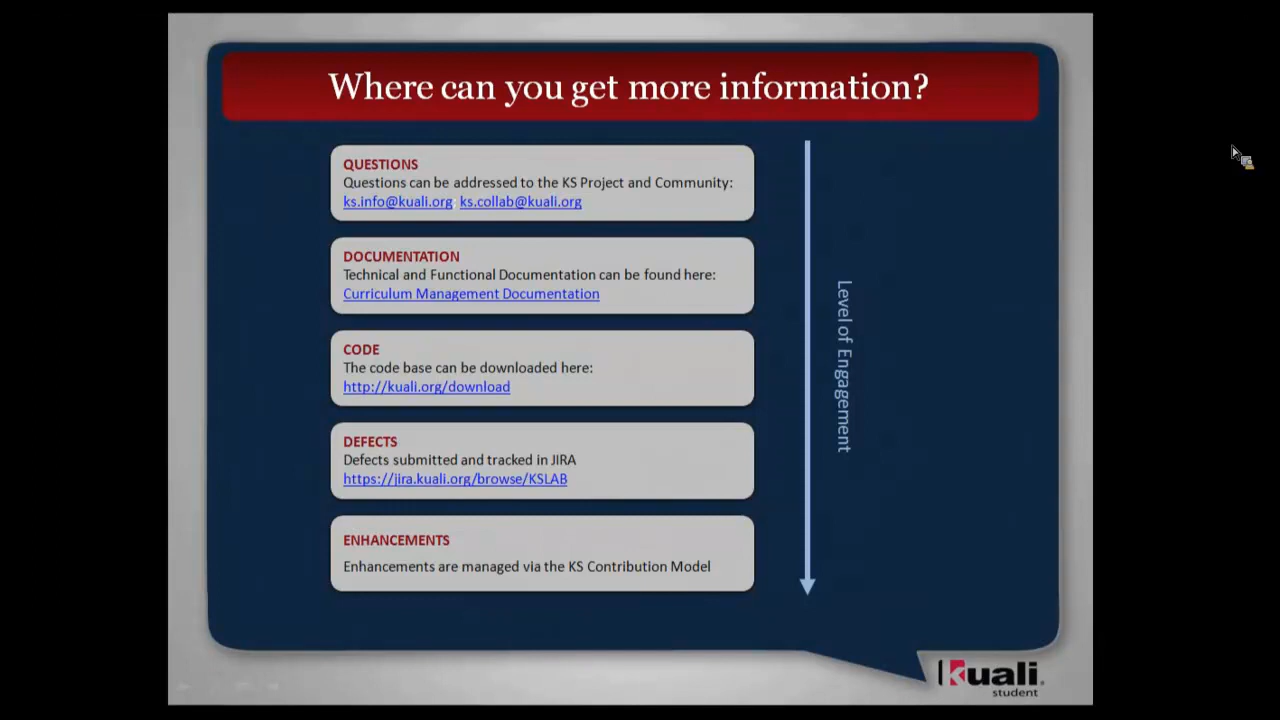 Where can you get more information?
QUESTIONS
Questions can be addressed to the KS Project and Community:
ks.info@kuali.org; ks.collab@kuali.org
DOCUMENTATION
Technical and Functional Documentation can be found here:
Curriculum Management Documentation
CODE
The code base can be downloaded here:
http://kuali.org/download
DEFECTS
Defects submitted and tracked in JIRA
https://jira.kuali.org/browse/KSLAB
ENHANCEMENTS
Enhancements are managed via the KS Contribution Model
Level of Engagement
kuali
student